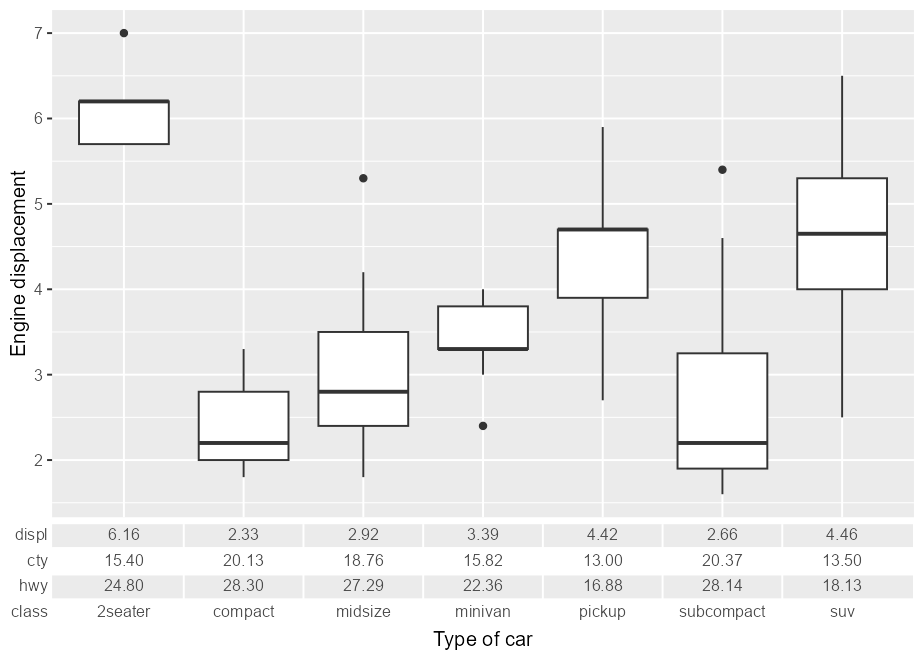 7
6
5
4
3
2
Engine displacement
displ 6.16 2.33 2.92 3.39 4.42 2.66 4.46
cty 15.40 20.13 18.76 15.82 13.00 20.37 13.50
hwy 24.80 28.30 27.29 22.36 16.88 28.14 18.13
class 2seater compact midsize minivan pickup subcompact suv
Type of car